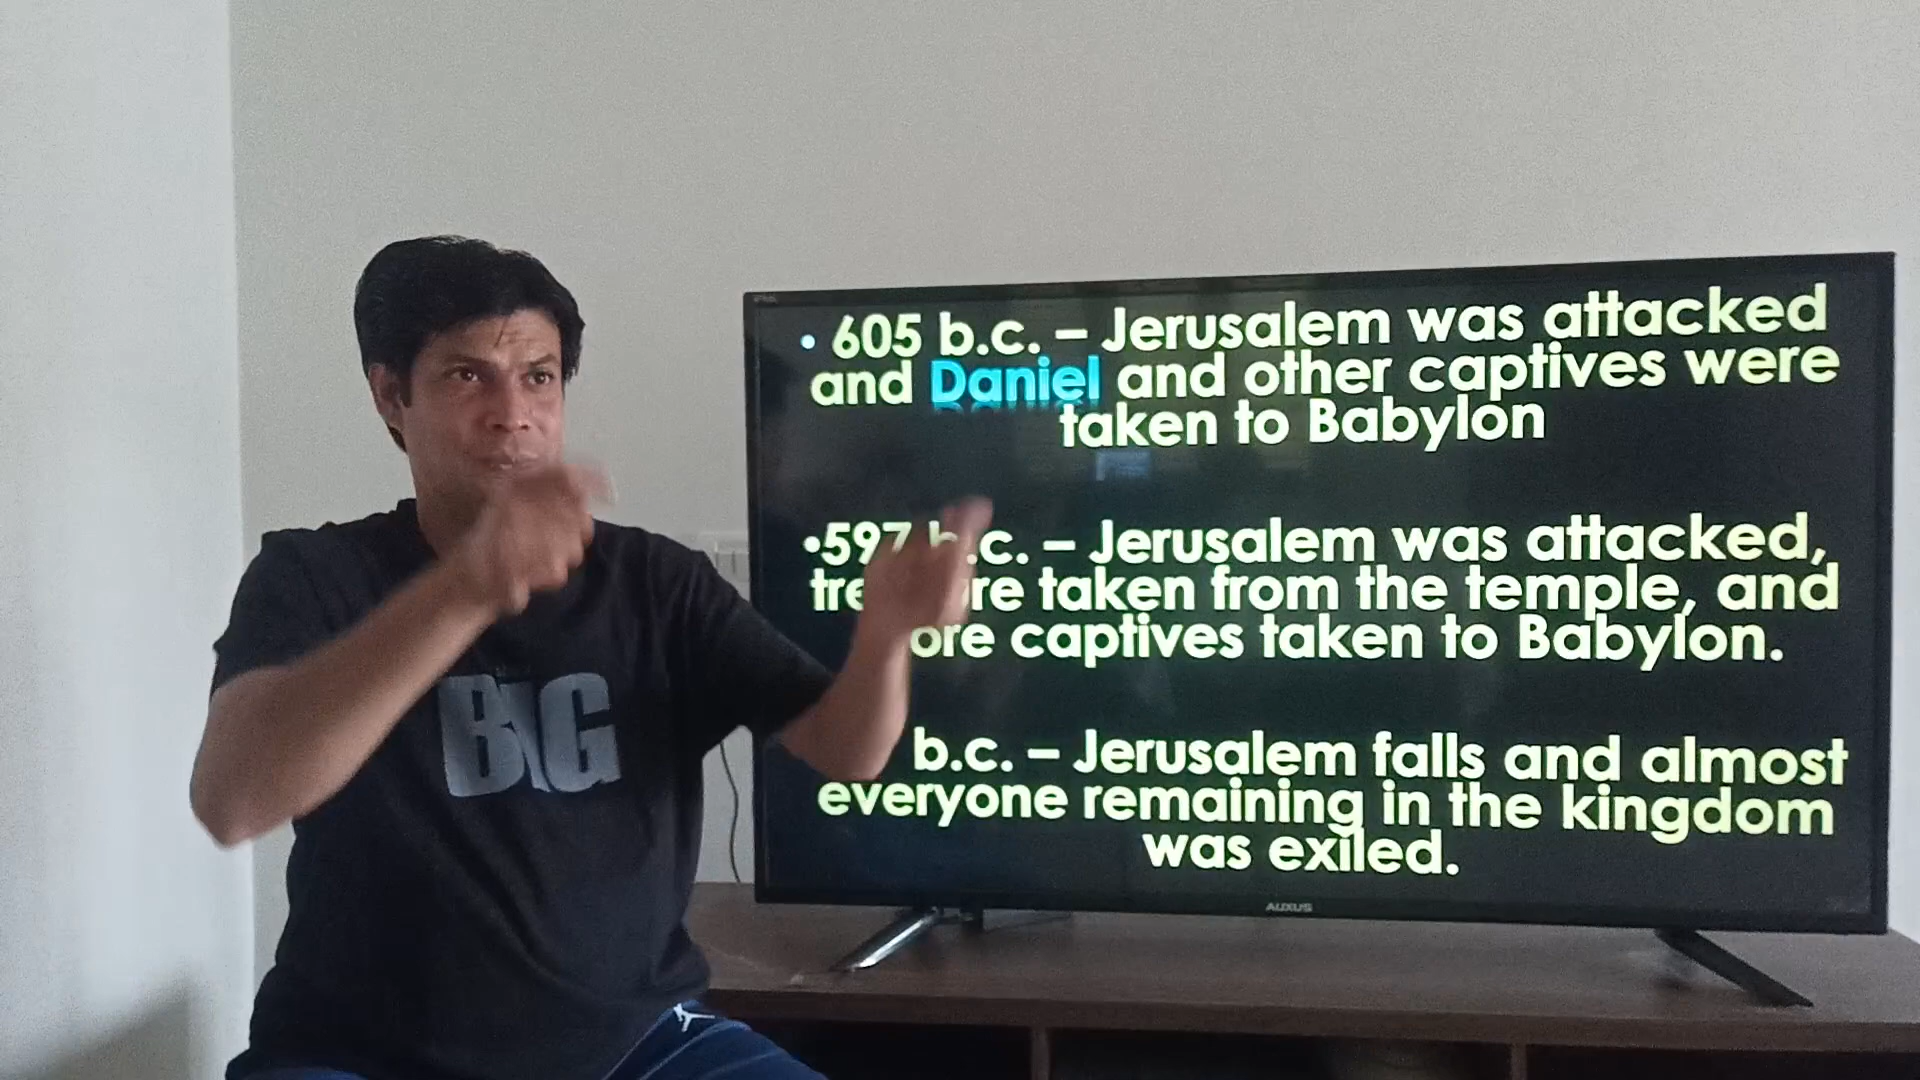 • 605 b.c. – Jerusalem was attacked
and Daniel and other captives were
taken to Babylon
•597 b.c. – Jerusalem was attacked,
taken from the temple, and
captives taken to Babylon.
b.c. – Jerusalem falls and almost
everyone remaining in the kingdom
was exiled.
AUXUS
BIG